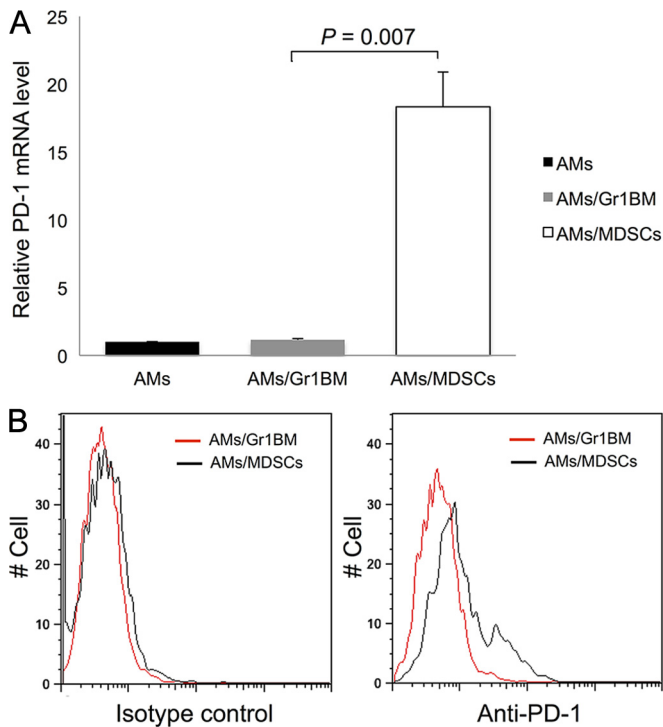 A
Relative PD-1 mRNA level
25
20
15
10
5
0
P = 0.007
AMs
AMs/Gr1BM
AMs/MDSCs
AMs
AMs/Gr1BM
AMs/MDSCs
B
# Cell
40
30
20
10
0
AMs/Gr1BM
AMs/MDSCs
Isotype control
# Cell
40
30
20
10
0
AMs/Gr1BM
AMs/MDSCs
Anti-PD-1